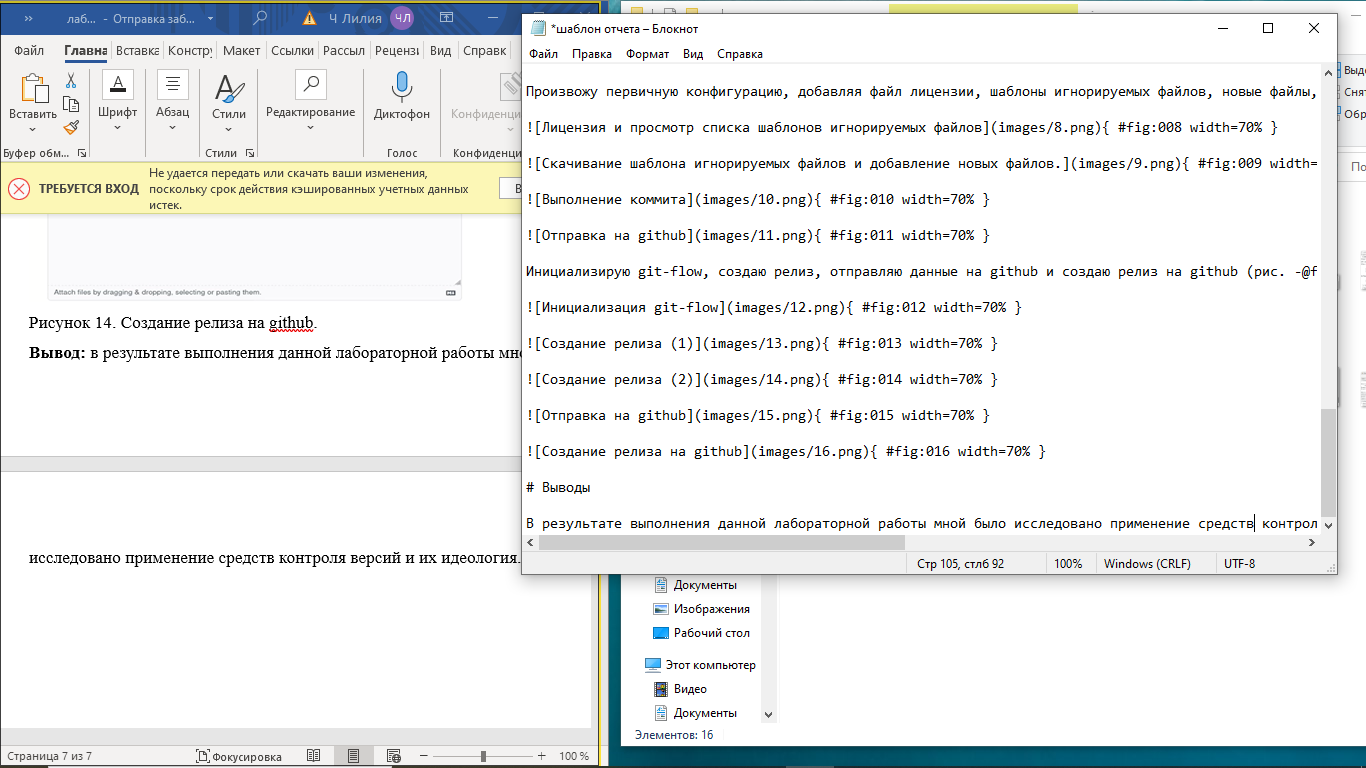 лаб... - Отправка заб...
Ч Лилия ЧЛ
Файл Главна Вставка Констру Макет Ссылки Рассыл Реценз Вид Справк
Вставить
Шрифт
Абзац
Стили
Редактирование
Диктофон
Конфиденци
Буфер обм...
Стили
Голос
Конфиденци
ТРЕБУЕТСЯ ВХОД
Не удается передать или скачать ваши изменения,
поскольку срок действия кэшированных учетных данных
истек.
Attach files by dragging & dropping, selecting or pasting them.
Рисунок 14. Создание релиза на github.
Вывод: в результате выполнения данной лабораторной работы мно
исследовано применение средств контроля версий и их идеология.
Страница 7 из 7
Фокусировка
100 %
*шаблон отчета – Блокнот
Файл Правка Формат Вид Справка
Произвожу первичную конфигурацию, добавляя файл лицензии, шаблоны игнорируемых файлов, новые файлы,
![Лицензия и просмотр списка шаблонов игнорируемых файлов](images/8.png){ #fig:008 width=70% }
![Скачивание шаблона игнорируемых файлов и добавление новых файлов.](images/9.png){ #fig:009 width=
![Выполнение коммита](images/10.png){ #fig:010 width=70% }
![Отправка на github](images/11.png){ #fig:011 width=70% }
Инициализирую git-flow, создаю релиз, отправляю данные на github и создаю релиз на github (рис. -@f
![Инициализация git-flow](images/12.png){ #fig:012 width=70% }
![Создание релиза (1)](images/13.png){ #fig:013 width=70% }
![Создание релиза (2)](images/14.png){ #fig:014 width=70% }
![Отправка на github](images/15.png){ #fig:015 width=70% }
![Создание релиза на github](images/16.png){ #fig:016 width=70% }
# Выводы
В результате выполнения данной лабораторной работы мной было исследовано применение средств контрол
Стр 105, стлб 92
100%
Windows (CRLF)
UTF-8
Выде
Снят
Обр
По
Документы
Изображения
Рабочий стол
Этот компьютер
Видео
Документы
Элементов: 16